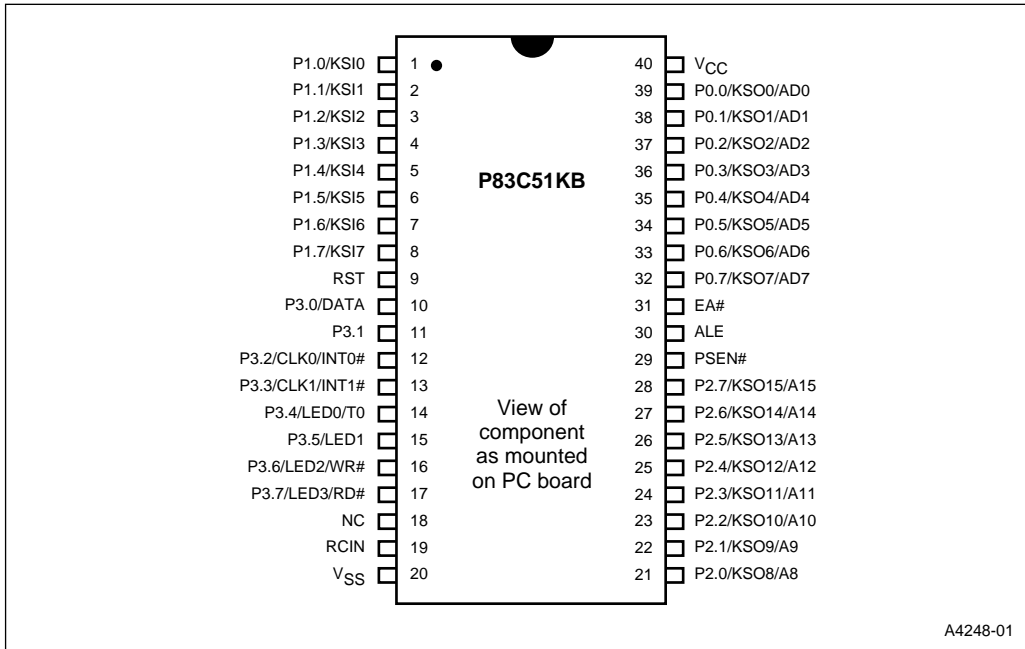 P83C51KB
P1.0/KSI0 1 40 VCC
P1.1/KSI1 2 39 P0.0/KSO0/AD0
P1.2/KSI2 3 38 P0.1/KSO1/AD1
P1.3/KSI3 4 37 P0.2/KSO2/AD2
P1.4/KSI4 5 36 P0.3/KSO3/AD3
P1.5/KSI5 6 35 P0.4/KSO4/AD4
P1.6/KSI6 7 34 P0.5/KSO5/AD5
P1.7/KSI7 8 33 P0.6/KSO6/AD6
RST 9 32 P0.7/KSO7/AD7
P3.0/DATA 10 31 EA#
P3.1 11 30 ALE
P3.2/CLK0/INT0# 12 29 PSEN#
P3.3/CLK1/INT1# 13 28 P2.7/KSO15/A15
P3.4/LED0/T0 14 27 P2.6/KSO14/A14
P3.5/LED1 15 26 P2.5/KSO13/A13
P3.6/LED2/WR# 16 25 P2.4/KSO12/A12
P3.7/LED3/RD# 17 24 P2.3/KSO11/A11
NC 18 23 P2.2/KSO10/A10
RCIN 19 22 P2.1/KSO9/A9
VSS 20 21 P2.0/KSO8/A8
View of
component
as mounted
on PC board
A4248-01